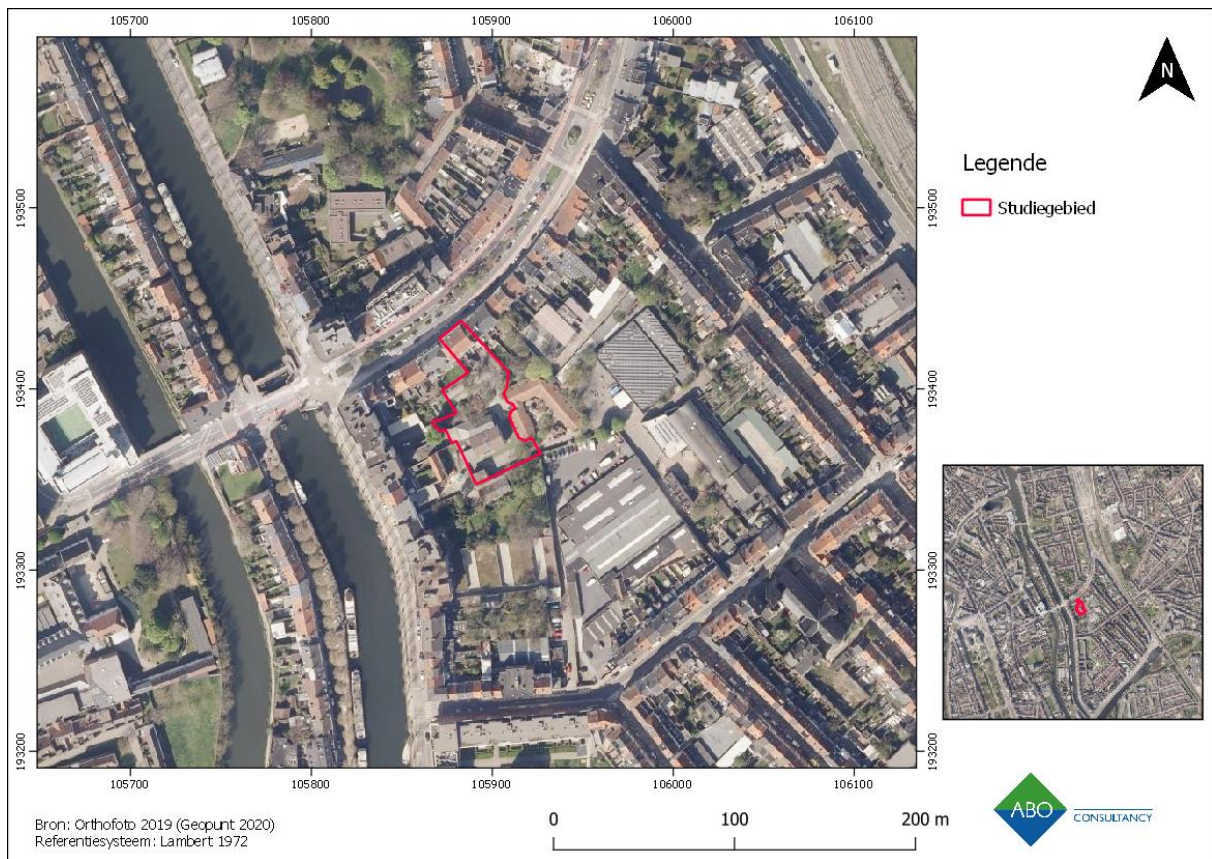 105700 105800 105900 106000 106100
N
Legende
Studiegebied
193500 193500
193400 193400
193300 193300
193200 193200
105700 105800 105900 106000 106100
Bron: Orthofoto 2019 (Geopunt 2020)
Referentiesysteem: Lambert 1972
0 100 200 m
ABO CONSULTANCY